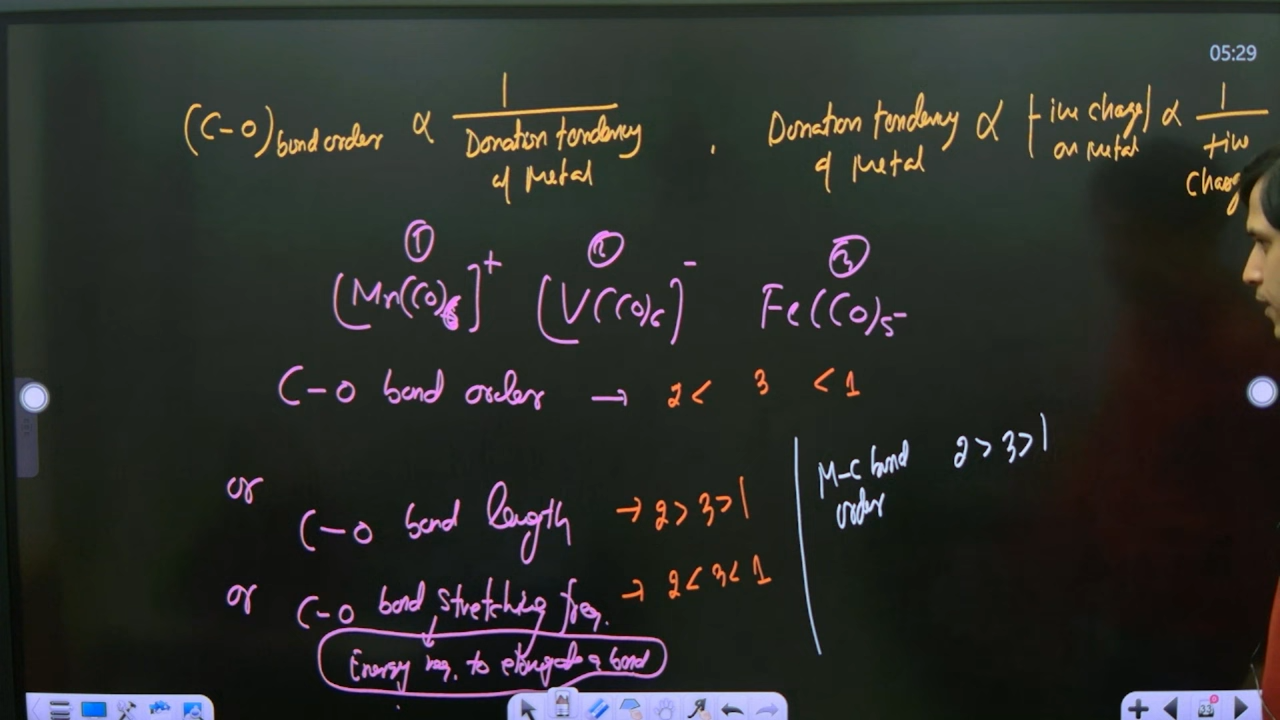 05:29
(C-O) bond order ∝ 1 / Donation tendency of Metal , Donation tendency of Metal ∝ |-ive charge| on Metal ∝ 1 / +ive
① ② ③
[Mn(CO)6]+ [V(CO)6]- Fe(CO)5-
C-O bond order → 2 < 3 < 1
M-C bond order 2 > 3 > 1
or C-O bond length → 2 > 3 > 1
or C-O bond stretching freq. → 2 < 3 < 1
Energy req. to elongate a bond